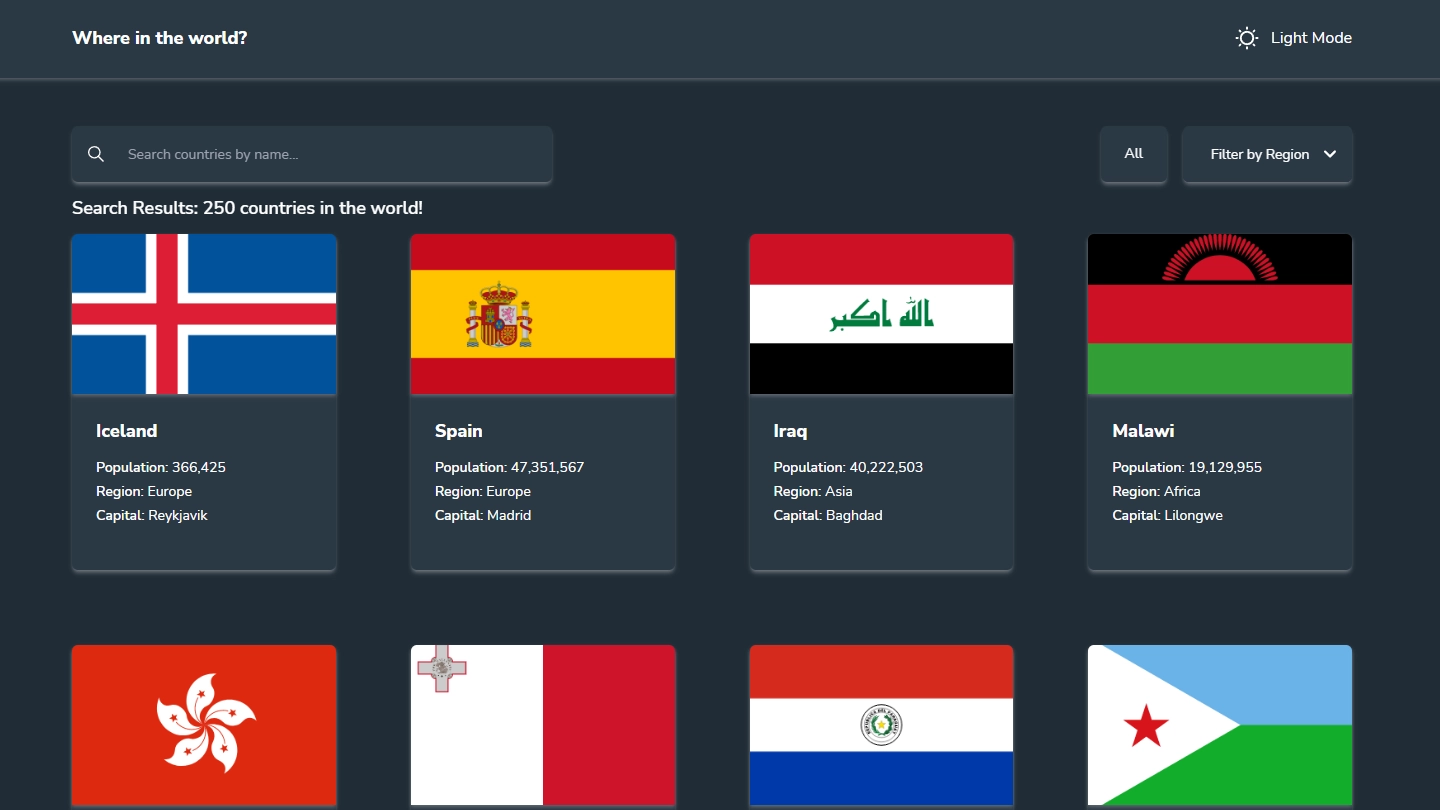 Where in the world?
Light Mode
Search countries by name...
All
Filter by Region
Search Results: 250 countries in the world!
الله اكبر
Iceland
Population: 366,425
Region: Europe
Capital: Reykjavik
Spain
Population: 47,351,567
Region: Europe
Capital: Madrid
Iraq
Population: 40,222,503
Region: Asia
Capital: Baghdad
Malawi
Population: 19,129,955
Region: Africa
Capital: Lilongwe
REPUBLICA DEL PARAGUAY